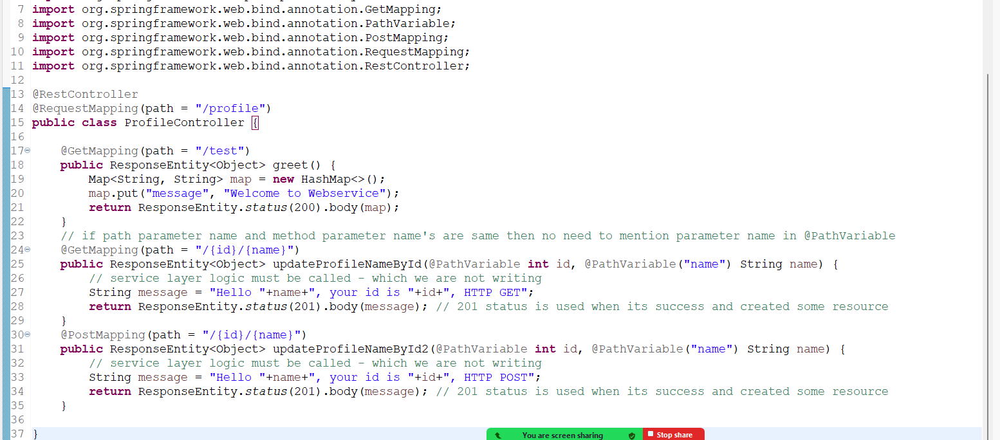 7 import org.springframework.web.bind.annotation.GetMapping;
8 import org.springframework.web.bind.annotation.PathVariable;
9 import org.springframework.web.bind.annotation.PostMapping;
10 import org.springframework.web.bind.annotation.RequestMapping;
11 import org.springframework.web.bind.annotation.RestController;
12
13 @RestController
14 @RequestMapping(path = "/profile")
15 public class ProfileController {
16
17 @GetMapping(path = "/test")
18 public ResponseEntity<Object> greet() {
19 Map<String, String> map = new HashMap<>();
20 map.put("message", "Welcome to Webservice");
21 return ResponseEntity.status(200).body(map);
22 }
23 // if path parameter name and method parameter name's are same then no need to mention parameter name in @PathVariable
24 @GetMapping(path = "/{id}/{name}")
25 public ResponseEntity<Object> updateProfileNameById(@PathVariable int id, @PathVariable("name") String name) {
26 // service layer logic must be called - which we are not writing
27 String message = "Hello "+name+", your id is "+id+", HTTP GET";
28 return ResponseEntity.status(201).body(message); // 201 status is used when its success and created some resource
29 }
30 @PostMapping(path = "/{id}/{name}")
31 public ResponseEntity<Object> updateProfileNameById2(@PathVariable int id, @PathVariable("name") String name) {
32 // service layer logic must be called - which we are not writing
33 String message = "Hello "+name+", your id is "+id+", HTTP POST";
34 return ResponseEntity.status(201).body(message); // 201 status is used when its success and created some resource
35 }
36
37 }
You are screen sharing Stop share